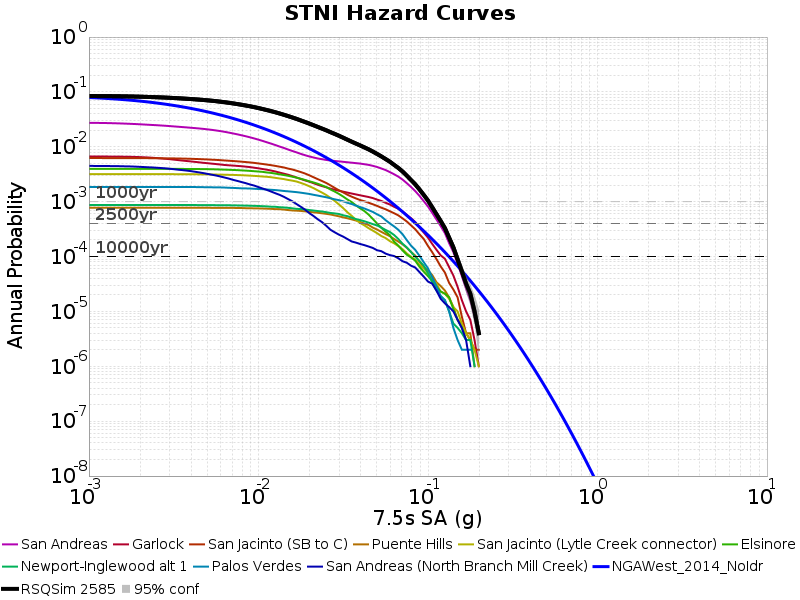 STNI Hazard Curves
Annual Probability
10^0
10^-1
10^-2
10^-3
10^-4
10^-5
10^-6
10^-7
10^-8
1000yr
2500yr
10000yr
10^-3 10^-2 10^-1 10^0 10^1
7.5s SA (g)
San Andreas Garlock San Jacinto (SB to C) Puente Hills San Jacinto (Lytle Creek connector) Elsinore
Newport-Inglewood alt 1 Palos Verdes San Andreas (North Branch Mill Creek) NGAWest_2014_NoIdr
RSQSim 2585 95% conf